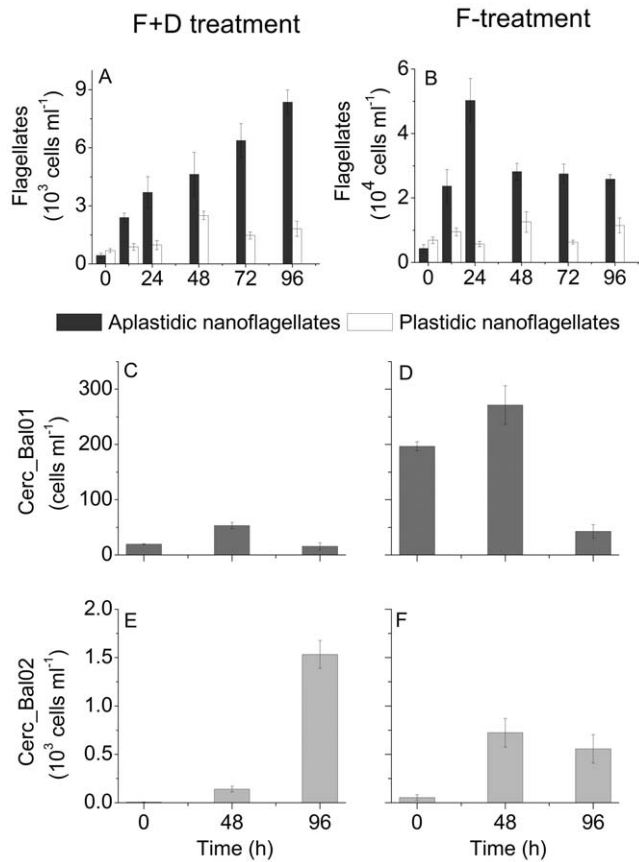 F+D treatment
F-treatment
A
Flagellates
(10³ cells ml⁻¹)
9
6
3
0
0 24 48 72 96
B
Flagellates
(10⁴ cells ml⁻¹)
6
4
2
0
0 24 48 72 96
Aplastidic nanoflagellates Plastidic nanoflagellates
C
Cerc_Bal01
(cells ml⁻¹)
300
200
100
0
D
E
Cerc_Bal02
(10³ cells ml⁻¹)
2.0
1.5
1.0
0.5
0.0
0 48 96
Time (h)
F
0 48 96
Time (h)